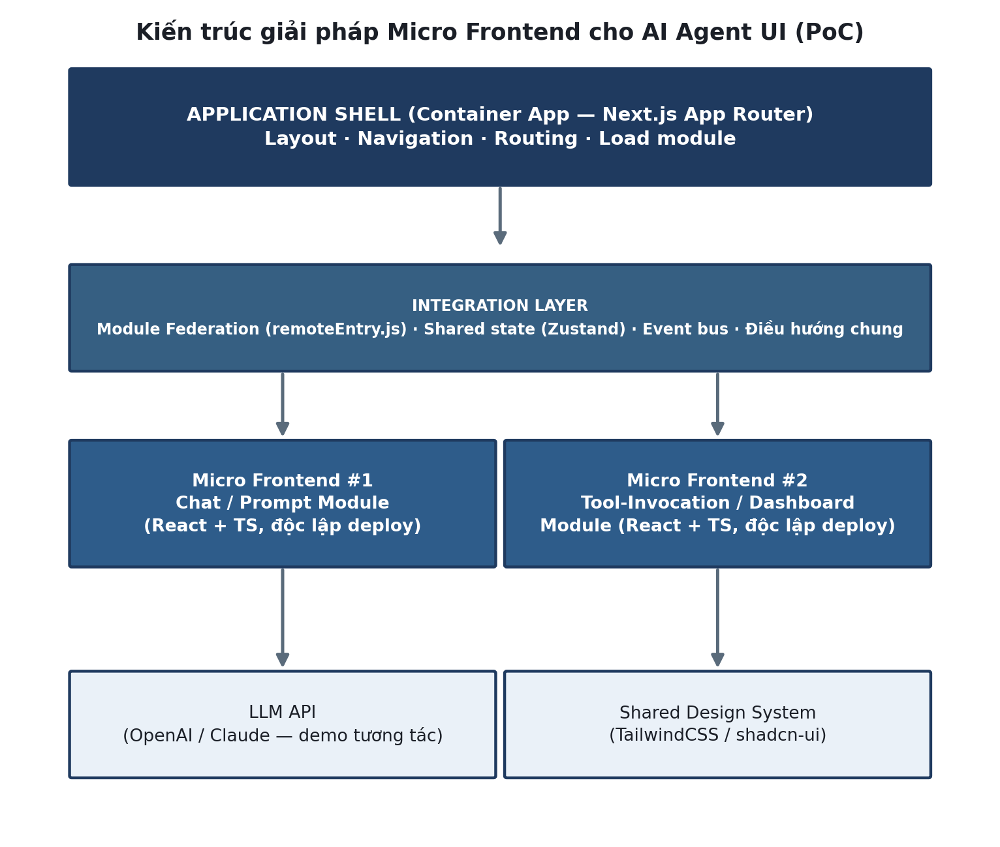 Kiến trúc giải pháp Micro Frontend cho AI Agent UI (PoC)
APPLICATION SHELL (Container App — Next.js App Router)
Layout · Navigation · Routing · Load module
INTEGRATION LAYER
Module Federation (remoteEntry.js) · Shared state (Zustand) · Event bus · Điều hướng chung
Micro Frontend #1
Chat / Prompt Module
(React + TS, độc lập deploy)
Micro Frontend #2
Tool-Invocation / Dashboard
Module (React + TS, độc lập deploy)
LLM API
(OpenAI / Claude — demo tương tác)
Shared Design System
(TailwindCSS / shadcn-ui)